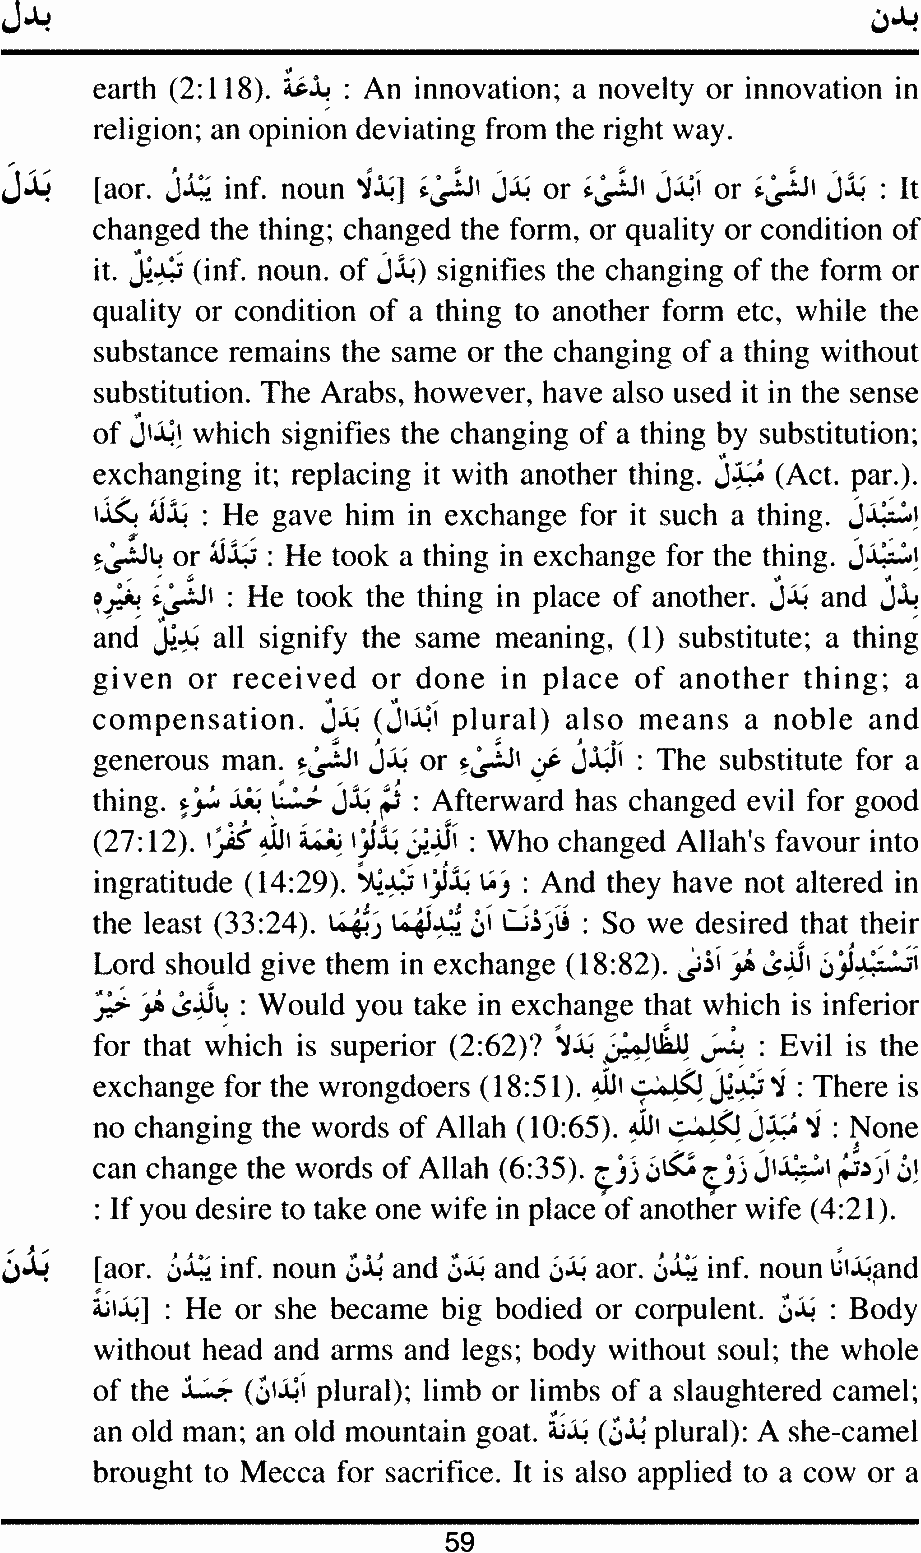 بدل بدن
earth (2:118). بِدْعَةٌ : An innovation; a novelty or innovation in
religion; an opinion deviating from the right way.
بَدَلَ [aor. يَبْدُلُ inf. noun بَدْلًا] بَدَلَ الشَّيْءَ or اَبْدَلَ الشَّيْءَ or بَدَّلَ الشَّيْءَ : It
changed the thing; changed the form, or quality or condition of
it. تَبْدِيْلٌ (inf. noun. of بَدَّلَ) signifies the changing of the form or
quality or condition of a thing to another form etc, while the
substance remains the same or the changing of a thing without
substitution. The Arabs, however, have also used it in the sense
of اِبْدَالٌ which signifies the changing of a thing by substitution;
exchanging it; replacing it with another thing. مُبَدِّلٌ (Act. par.).
بَدَّلَهُ بِكَذَا : He gave him in exchange for it such a thing. اِسْتَبْدَلَ
بِالشَّيْءِ or تَبَدَّلَهُ : He took a thing in exchange for the thing. اِسْتَبْدَلَ
الشَّيْءَ بِغَيْرِهِ : He took the thing in place of another. بَدَلٌ and بِدْلٌ
and بَدِيْلٌ all signify the same meaning, (1) substitute; a thing
given or received or done in place of another thing; a
compensation. بَدَلٌ (اَبْدَالٌ plural) also means a noble and
generous man. بَدَلُ الشَّيْءِ or اَلْبَدْلُ عَنِ الشَّيْءِ : The substitute for a
thing. ثُمَّ بَدَّلَ حُسْنًا بَعْدَ سُوْءٍ : Afterward has changed evil for good
(27:12). اَلَّذِيْنَ بَدَّلُوْا نِعْمَةَ اللّٰهِ كُفْرًا : Who changed Allah's favour into
ingratitude (14:29). وَمَا بَدَّلُوْا تَبْدِيْلًا : And they have not altered in
the least (33:24). فَاَرَدْنَآ اَنْ يُّبْدِلَهُمَا رَبُّهُمَا : So we desired that their
Lord should give them in exchange (18:82). اَتَسْتَبْدِلُوْنَ الَّذِىْ هُوَ اَدْنٰى
بِالَّذِىْ هُوَ خَيْرٌ : Would you take in exchange that which is inferior
for that which is superior (2:62)? بِئْسَ لِلظَّالِمِيْنَ بَدَلًا : Evil is the
exchange for the wrongdoers (18:51). لَا تَبْدِيْلَ لِكَلِمٰتِ اللّٰهِ : There is
no changing the words of Allah (10:65). لَا مُبَدِّلَ لِكَلِمٰتِ اللّٰهِ : None
can change the words of Allah (6:35). اِنْ اَرَدتُّمُ اسْتِبْدَالَ زَوْجٍ مَّكَانَ زَوْجٍ
: If you desire to take one wife in place of another wife (4:21).
بَدُنَ [aor. يَبْدُنُ inf. noun بُدْنٌ and بَدَنٌ and بَدَنَ aor. يَبْدُنُ inf. noun بَدَانًا and
بَدَانَةً] : He or she became big bodied or corpulent. بَدَنٌ : Body
without head and arms and legs; body without soul; the whole
of the جَسَدٌ (اَبْدَانٌ plural); limb or limbs of a slaughtered camel;
an old man; an old mountain goat. بَدَنَةٌ (بُدْنٌ plural): A she-camel
brought to Mecca for sacrifice. It is also applied to a cow or a
59